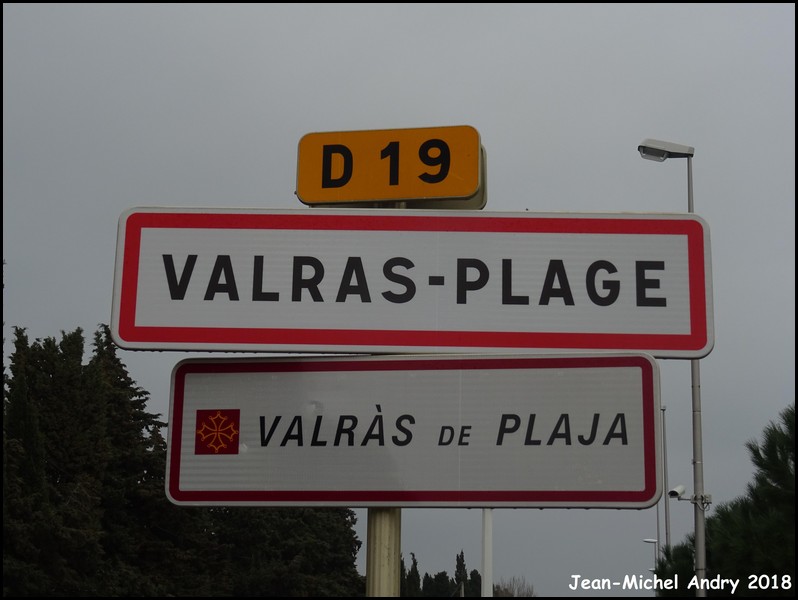 D 19
VALRAS-PLAGE
VALRÀS DE PLAJA
Jean-Michel Andry 2018